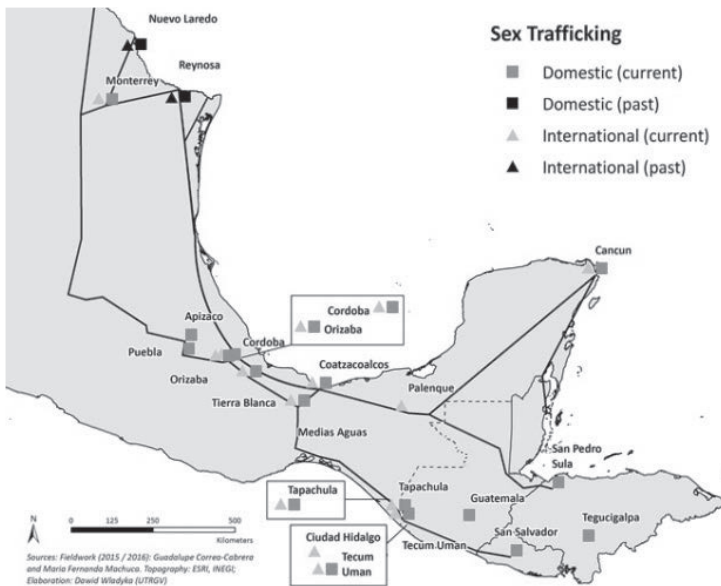 Nuevo Laredo
Reynosa
Monterrey
Sex Trafficking
Domestic (current)
Domestic (past)
International (current)
International (past)
Cancun
Cordoba
Orizaba
Apizaco
Cordoba
Puebla
Orizaba
Coatzacoalcos
Palenque
Tierra Blanca
Medias Aguas
San Pedro
Sula
Tapachula
Tapachula
Guatemala
Tegucigalpa
San Salvador
Tecum Uman
Ciudad Hidalgo
Tecum
Uman
N
0 125 250 500
Kilometers
Sources: Fieldwork (2015 / 2016): Guadalupe Correa-Cabrera
and Maria Fernanda Machuca. Topography: ESRI, INEGI;
Elaboration: Dawid Wladyka (UTRGV)